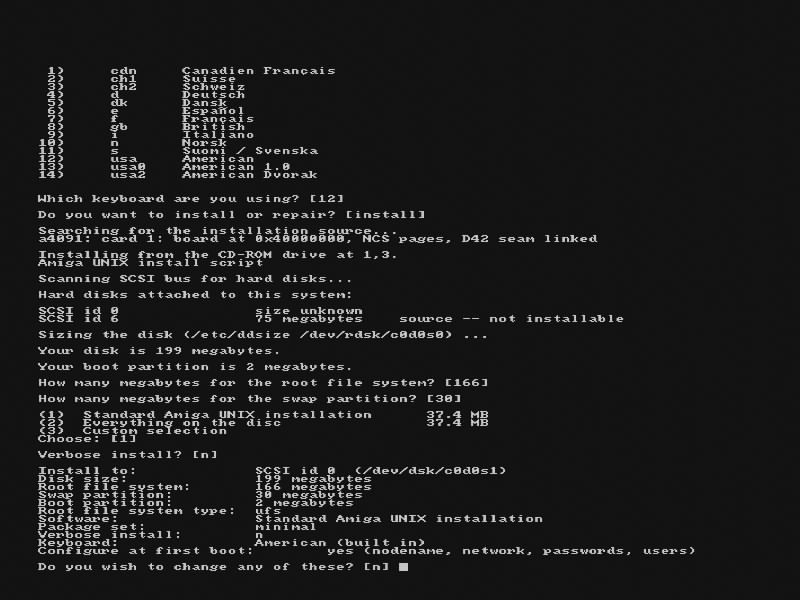 1) cdn Canadien Français
2) ch1 Suisse
3) ch2 Schweiz
4) d Deutsch
5) dk Dansk
6) e Español
7) f Français
8) gb British
9) i Italiano
10) n Norsk
11) s Suomi / Svenska
12) usa American
13) usa0 American 1.0
14) usa2 American Dvorak
Which keyboard are you using? [12]
Do you want to install or repair? [install]
Searching for the installation source...
a4091: card 1: board at 0x40000000, NCS pages, D42 seam linked
Installing from the CD-ROM drive at 1,3.
Amiga UNIX install script
Scanning SCSI bus for hard disks...
Hard disks attached to this system:
SCSI id 0 size unknown
SCSI id 6 75 megabytes source -- not installable
Sizing the disk (/etc/ddsize /dev/rdsk/c0d0s0) ...
Your disk is 199 megabytes.
Your boot partition is 2 megabytes.
How many megabytes for the root file system? [166]
How many megabytes for the swap partition? [30]
(1) Standard Amiga UNIX installation 37.4 MB
(2) Everything on the disc 37.4 MB
(3) Custom selection
Choose: [1]
Verbose install? [n]
Install to: SCSI id 0 (/dev/dsk/c0d0s1)
Disk size: 199 megabytes
Root file system: 166 megabytes
Swap partition: 30 megabytes
Boot partition: 2 megabytes
Root file system type: ufs
Software: Standard Amiga UNIX installation
Package set: minimal
Verbose install: n
Keyboard: American (built in)
Configure at first boot: yes (nodename, network, passwords, users)
Do you wish to change any of these? [n]